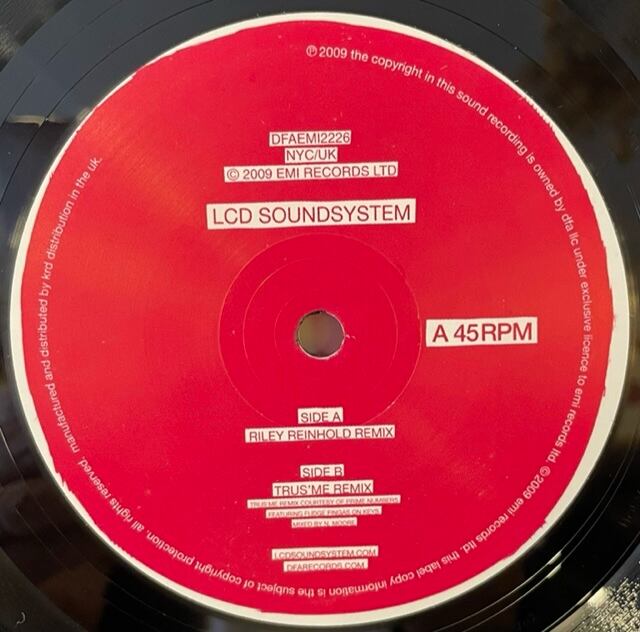 ℗ 2009 the copyright in this sound recording is owned by dfa llc under exclusive licence to emi records ltd. © 2009 emi records ltd. this label copy information is the subject of copyright protection. all rights reserved. manufactured and distributed by krd distribution in the uk.
DFAEMI2226
NYC/UK
© 2009 EMI RECORDS LTD
LCD SOUNDSYSTEM
A 45RPM
SIDE A
RILEY REINHOLD REMIX
SIDE B
TRUS'ME REMIX
TRUS'ME REMIX COURTESY OF PRIME NUMBERS
FEATURING FUDGE FINGAS ON KEYS
MIXED BY N. MOORE
LCDSOUNDSYSTEM.COM
DFARECORDS.COM